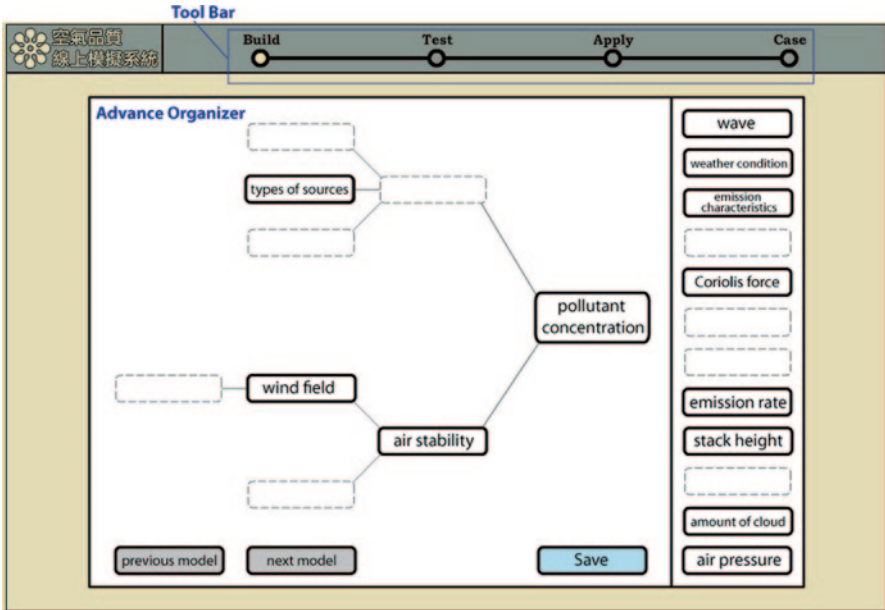 Tool Bar
空氣品質
線上模擬系統
Build
Test
Apply
Case
Advance Organizer
types of sources
pollutant
concentration
wind field
air stability
previous model
next model
Save
wave
weather condition
emission
characteristics
Coriolis force
emission rate
stack height
amount of cloud
air pressure